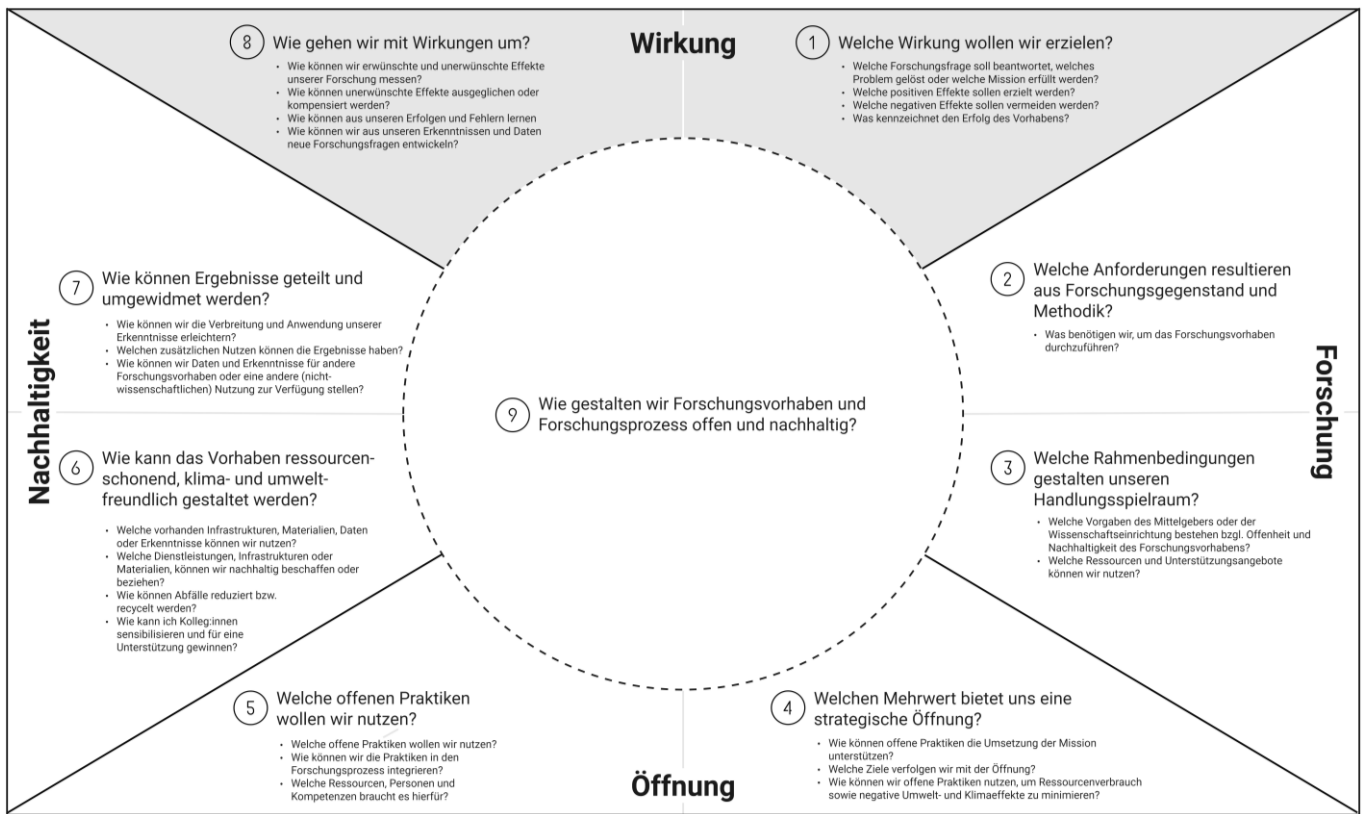 Wirkung
8
Wie gehen wir mit Wirkungen um?
• Wie können wir erwünschte und unerwünschte Effekte
unserer Forschung messen?
• Wie können unerwünschte Effekte ausgeglichen oder
kompensiert werden?
• Wie können aus unseren Erfolgen und Fehlern lernen
• Wie können wir aus unseren Erkenntnissen und Daten
neue Forschungsfragen entwickeln?
1
Welche Wirkung wollen wir erzielen?
• Welche Forschungsfrage soll beantwortet, welches
Problem gelöst oder welche Mission erfüllt werden?
• Welche positiven Effekte sollen erzielt werden?
• Welche negativen Effekte sollen vermeiden werden?
• Was kennzeichnet den Erfolg des Vorhabens?
Forschung
2
Welche Anforderungen resultieren
aus Forschungsgegenstand und
Methodik?
• Was benötigen wir, um das Forschungsvorhaben
durchzuführen?
3
Welche Rahmenbedingungen
gestalten unseren
Handlungsspielraum?
• Welche Vorgaben des Mittelgebers oder der
Wissenschaftseinrichtung bestehen bzgl. Offenheit und
Nachhaltigkeit des Forschungsvorhabens?
• Welche Ressourcen und Unterstützungsangebote
können wir nutzen?
Öffnung
4
Welchen Mehrwert bietet uns eine
strategische Öffnung?
• Wie können offene Praktiken die Umsetzung der Mission
unterstützen?
• Welche Ziele verfolgen wir mit der Öffnung?
• Wie können wir offene Praktiken nutzen, um Ressourcenverbrauch
sowie negative Umwelt- und Klimaeffekte zu minimieren?
5
Welche offenen Praktiken
wollen wir nutzen?
• Welche offene Praktiken wollen wir nutzen?
• Wie können wir die Praktiken in den
Forschungsprozess integrieren?
• Welche Ressourcen, Personen und
Kompetenzen braucht es hierfür?
Nachhaltigkeit
6
Wie kann das Vorhaben ressourcen-
schonend, klima- und umwelt-
freundlich gestaltet werden?
• Welche vorhanden Infrastrukturen, Materialien, Daten
oder Erkenntnisse können wir nutzen?
• Welche Dienstleistungen, Infrastrukturen oder
Materialien, können wir nachhaltig beschaffen oder
beziehen?
• Wie können Abfälle reduziert bzw.
recycelt werden?
• Wie kann ich Kolleg:innen
sensibilisieren und für eine
Unterstützung gewinnen?
7
Wie können Ergebnisse geteilt und
umgewidmet werden?
• Wie können wir die Verbreitung und Anwendung unserer
Erkenntnisse erleichtern?
• Welchen zusätzlichen Nutzen können die Ergebnisse haben?
• Wie können wir Daten und Erkenntnisse für andere
Forschungsvorhaben oder eine andere (nicht-
wissenschaftlichen) Nutzung zur Verfügung stellen?
9
Wie gestalten wir Forschungsvorhaben und
Forschungsprozess offen und nachhaltig?